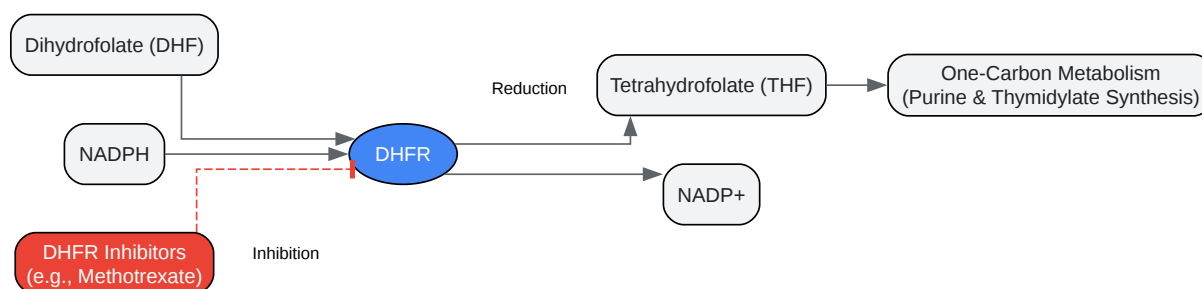 Dihydrofolate (DHF)
NADPH
DHFR Inhibitors
(e.g., Methotrexate)
Inhibition
DHFR
Reduction
Tetrahydrofolate (THF)
NADP+
One-Carbon Metabolism
(Purine & Thymidylate Synthesis)